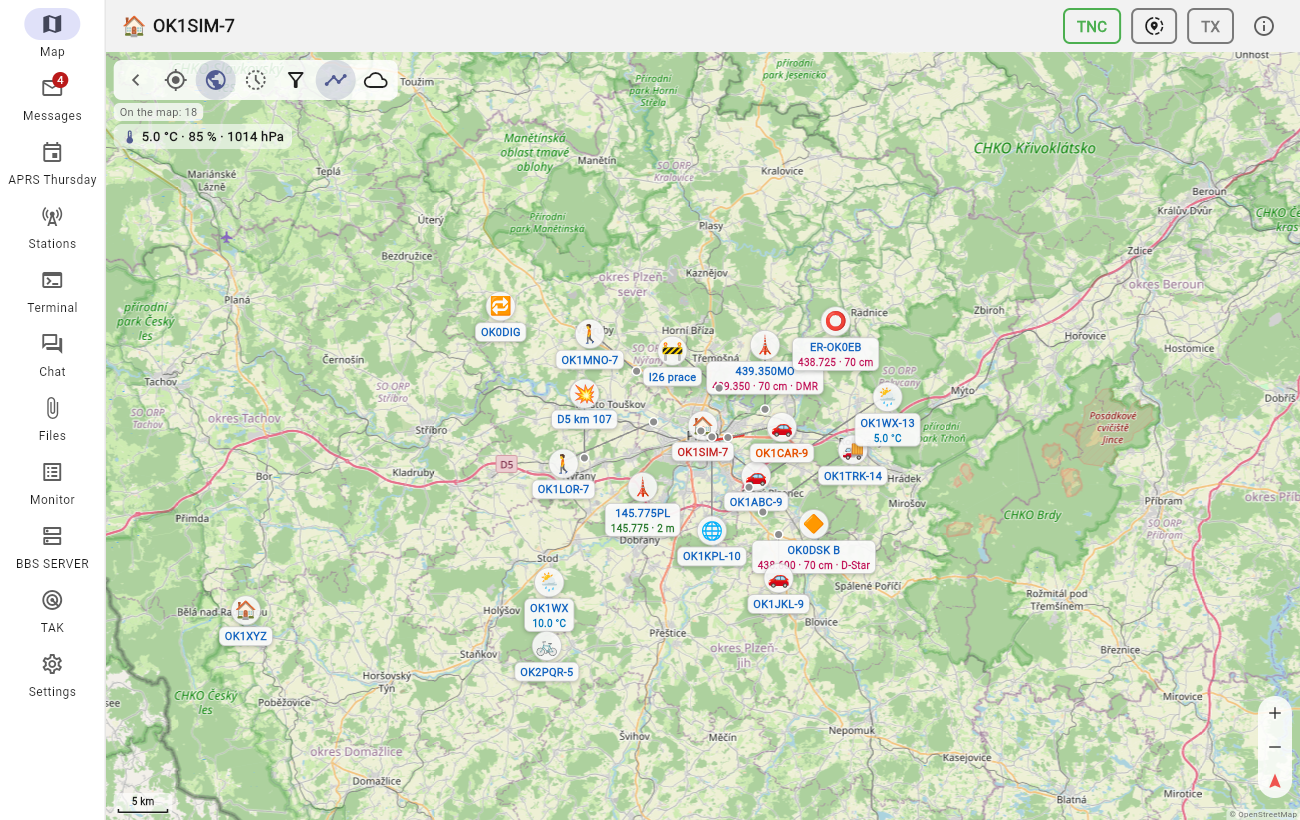 OK1SIM-7
TNC
TX
Map
4
Messages
APRS Thursday
Stations
Terminal
Chat
Files
Monitor
BBS SERVER
TAK
Settings
On the map: 18
5.0 °C · 85 % · 1014 hPa
Toužim
přírodní
park Horní
Střela
přírodní
park Jesenicko
Unhošť
Manětínská
oblast tmavé
oblohy
Manětín
SO ORP
Kralovice
CHKO Křivoklátsko
Mariánské
Lázně
Teplá
Beroun
Králův Dvůr
Úterý
Přírodní
park Manětínská
Plasy
Zdice
Bezdružice
Kaznějov
okres Plzeň-
sever
okres Beroun
Planá
přírodní
park Český
les
OK0DIG
OK1MNO-7
Horní Bříza
Radnice
Zbiroh
Hořovice
ER-OK0EB
438.725 · 70 cm
Hostomice
Černošín
I26 prace
Třemošná
439.350MO
70 cm · DMR
Tachov
SO ORP
Stříbro
Mýto
Dobříš
SO ORP
Tachov
okres Tachov
D5 km 107
OK1WX-13
5.0 °C
Posádkové
cvičiště
Jince
Stříbro
OK1SIM-7
OK1CAR-9
D5
Bor
Kladruby
OK1LOR-7
OK1TRK-14
Hrádek
OK1ABC-9
Mirošov
Příbram
Přimda
145.775PL
145.775 · 2 m
CHKO Brdy
SO ORP
Příbram
Dobřany
OK1KPL-10
OK0DSK B
70 cm · D-Star
Stod
OK1JKL-9
Spálené Poříčí
Rožmitál pod
Třemšínem
OK1WX
10.0 °C
Holýšov
OK1XYZ
Blovice
Přeštice
okres Plzeň-
jih
Březnice
Staňkov
OK2PQR-5
Horšovský
Týn
CHKO Český
les
Poběžovice
Mirovice
Švihov
Měčín
Nepomuk
okres Domažlice
Kasejovice
Domažlice
Blatná
Mirotice
5 km
© OpenStreetMap